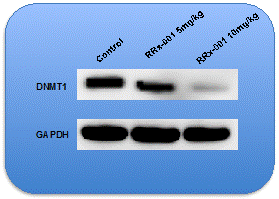 Control
RRx-001 5mg/kg
RRx-001 10mg/kg
DNMT1
GAPDH